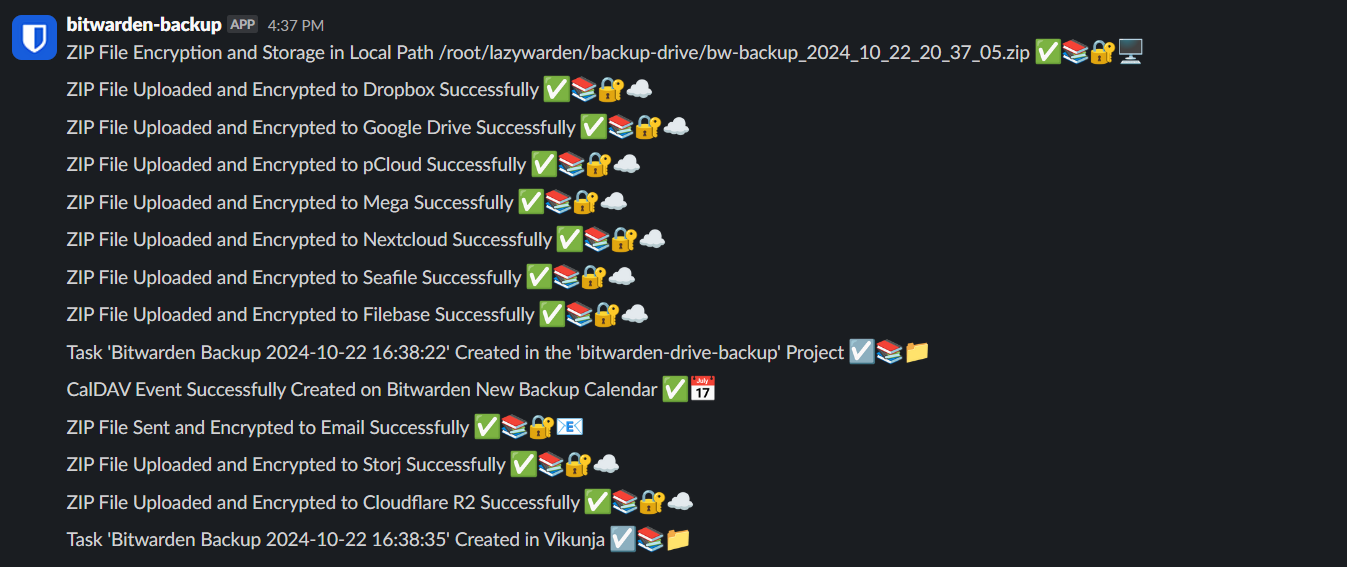 bitwarden-backup APP 4:37 PM
ZIP File Encryption and Storage in Local Path /root/lazywarden/backup-drive/bw-backup_2024_10_22_20_37_05.zip ✅📚🔐🖥️
ZIP File Uploaded and Encrypted to Dropbox Successfully ✅📚🔐☁️
ZIP File Uploaded and Encrypted to Google Drive Successfully ✅📚🔐☁️
ZIP File Uploaded and Encrypted to pCloud Successfully ✅📚🔐☁️
ZIP File Uploaded and Encrypted to Mega Successfully ✅📚🔐☁️
ZIP File Uploaded and Encrypted to Nextcloud Successfully ✅📚🔐☁️
ZIP File Uploaded and Encrypted to Seafile Successfully ✅📚🔐☁️
ZIP File Uploaded and Encrypted to Filebase Successfully ✅📚🔐☁️
Task 'Bitwarden Backup 2024-10-22 16:38:22' Created in the 'bitwarden-drive-backup' Project ☑️📚📁
CalDAV Event Successfully Created on Bitwarden New Backup Calendar ✅📅
ZIP File Sent and Encrypted to Email Successfully ✅📚🔐📧
ZIP File Uploaded and Encrypted to Storj Successfully ✅📚🔐☁️
ZIP File Uploaded and Encrypted to Cloudflare R2 Successfully ✅📚🔐☁️
Task 'Bitwarden Backup 2024-10-22 16:38:35' Created in Vikunja ☑️📚📁